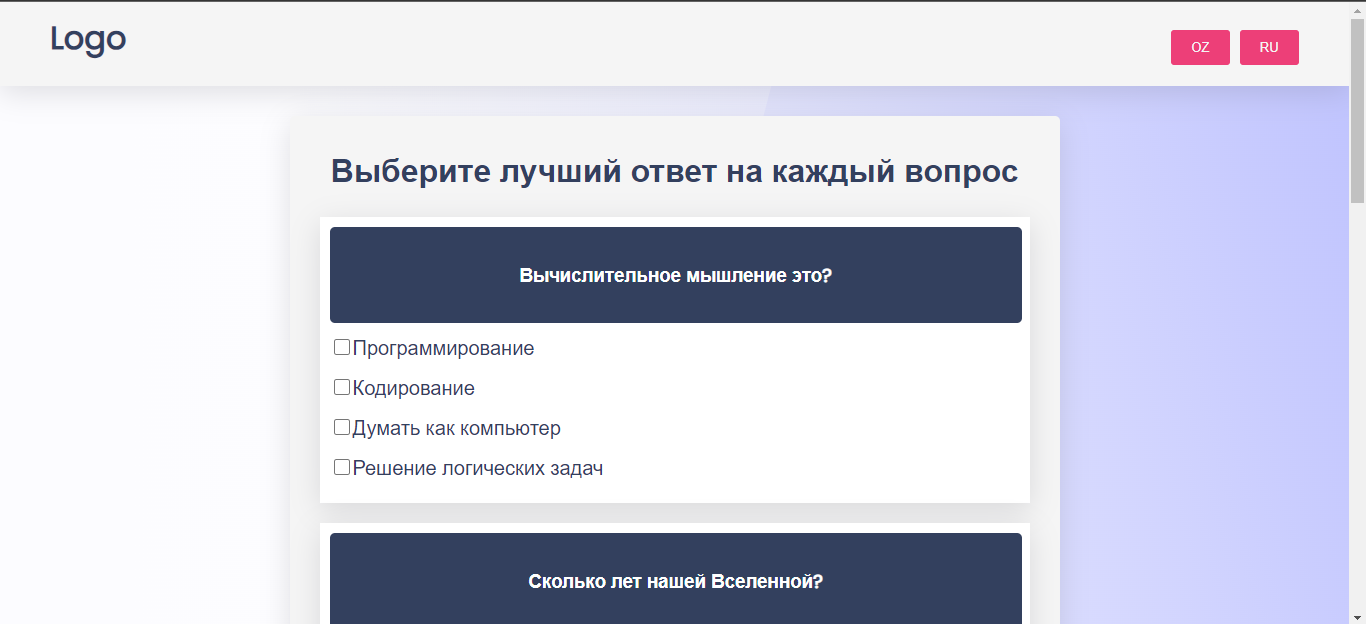 Logo
OZ
RU
Выберите лучший ответ на каждый вопрос
Вычислительное мышление это?
Программирование
Кодирование
Думать как компьютер
Решение логических задач
Сколько лет нашей Вселенной?